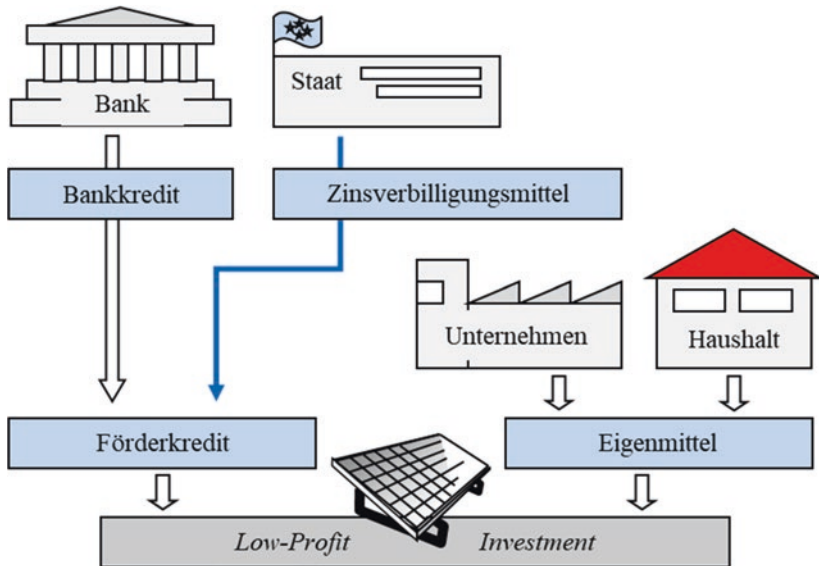 Bank
Staat
Bankkredit
Zinsverbilligungsmittel
Unternehmen
Haushalt
Förderkredit
Eigenmittel
Low-Profit Investment